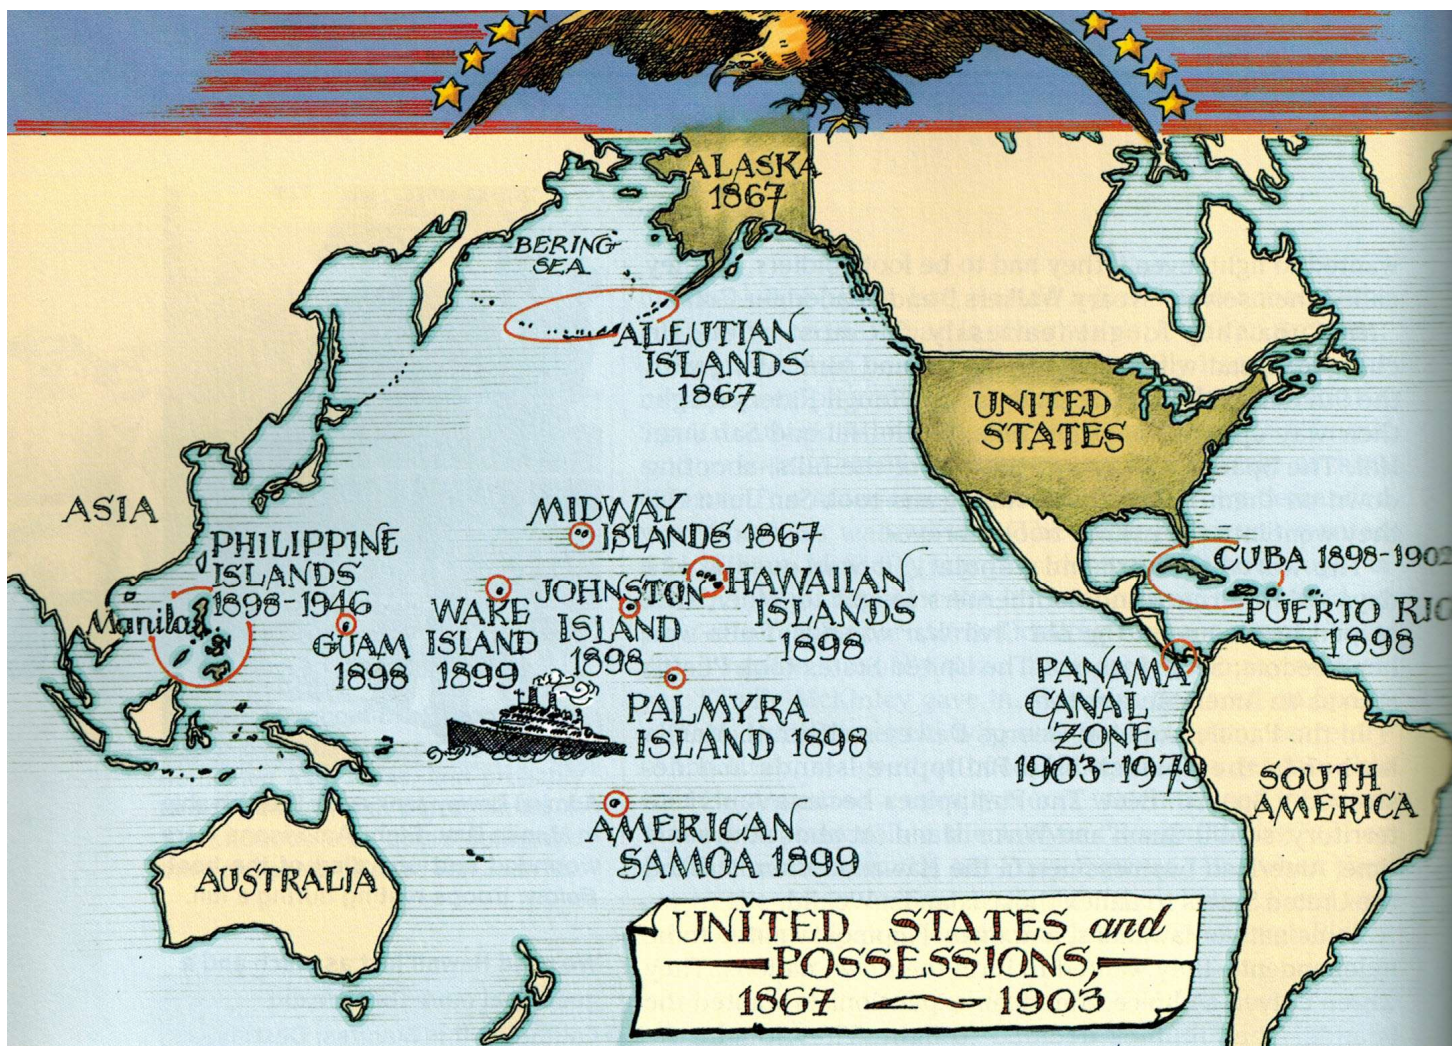 ALASKA
1867
BERING
SEA
ALEUTIAN
ISLANDS
1867
UNITED
STATES
ASIA
MIDWAY
ISLANDS 1867
PHILIPPINE
ISLANDS
1898-1946
Manila
GUAM
1898
WAKE
ISLAND
1899
JOHNSTON
ISLAND
1898
HAWAIIAN
ISLANDS
1898
CUBA 1898-1902
PUERTO RIC
1898
PANAMA
CANAL
ZONE
1903-1979
PALMYRA
ISLAND 1898
SOUTH
AMERICA
AMERICAN
SAMOA 1899
AUSTRALIA
UNITED STATES and
POSSESSIONS
1867 — 1903